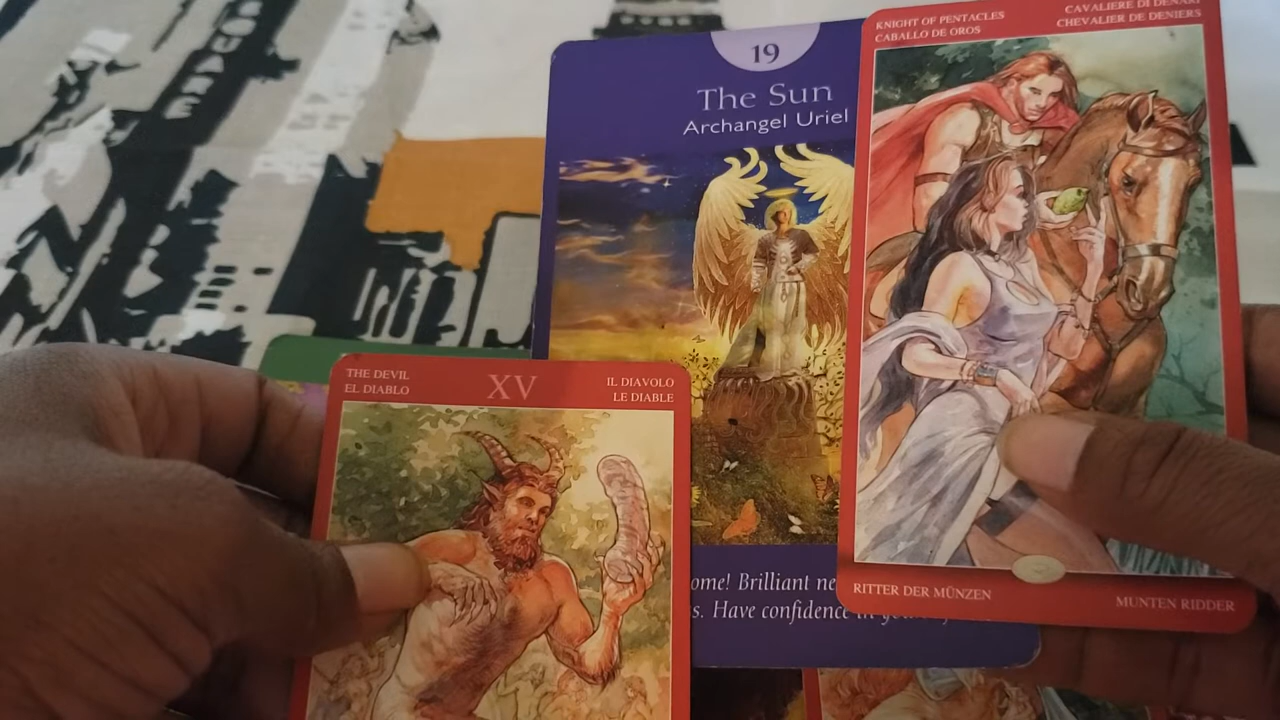 19
The Sun
Archangel Uriel
ome! Brilliant ne
s. Have confidence in
KNIGHT OF PENTACLES
CABALLO DE OROS
CAVALIERE DI DENARI
CHEVALIER DE DENIERS
RITTER DER MÜNZEN
MUNTEN RIDDER
THE DEVIL
EL DIABLO
XV
IL DIAVOLO
LE DIABLE